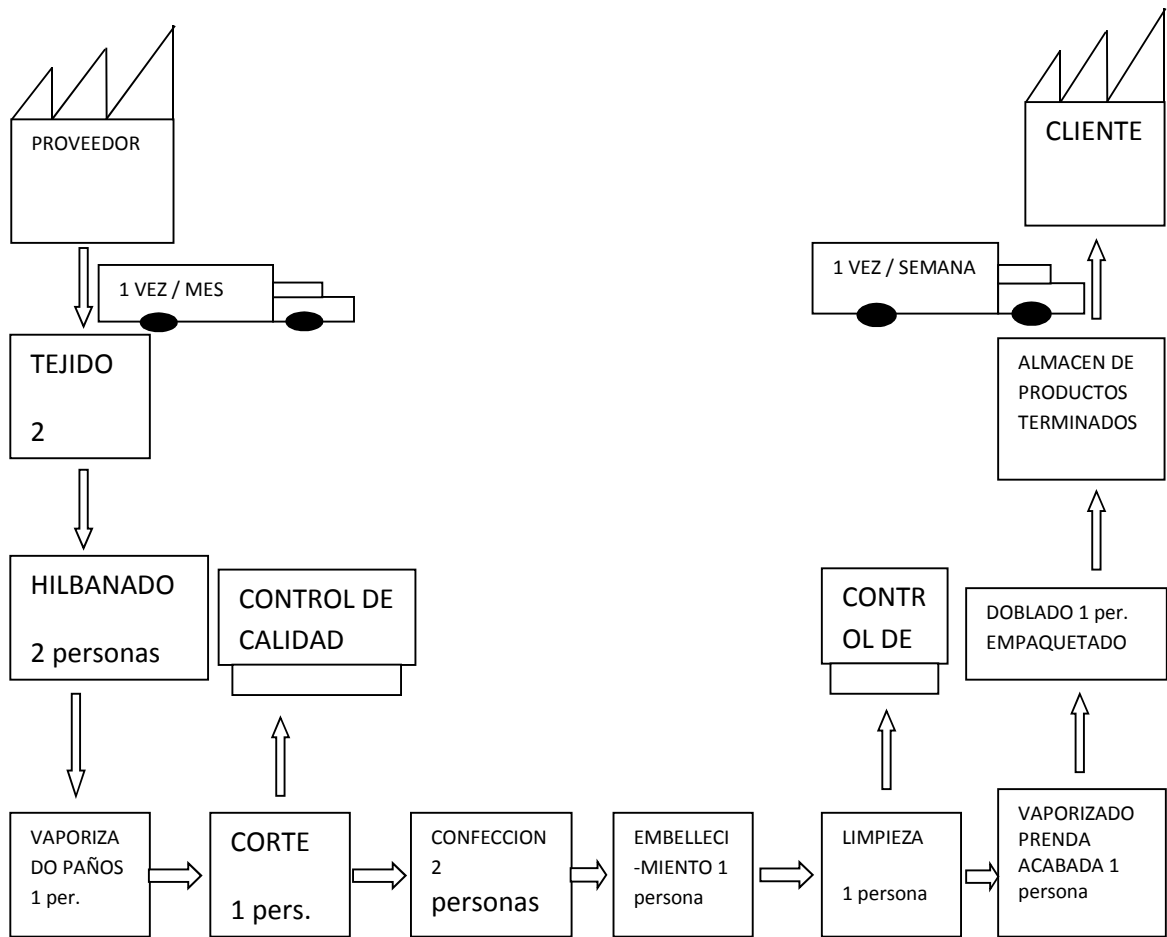 PROVEEDOR
CLIENTE
1 VEZ / MES
1 VEZ / SEMANA
TEJIDO
2
ALMACEN DE
PRODUCTOS
TERMINADOS
HILBANADO
2 personas
CONTROL DE
CALIDAD
CONTR
OL DE
DOBLADO 1 per.
EMPAQUETADO
VAPORIZA
DO PAÑOS
1 per.
CORTE
1 pers.
CONFECCION
2
personas
EMBELLECI
-MIENTO 1
persona
LIMPIEZA
1 persona
VAPORIZADO
PRENDA
ACABADA 1
persona